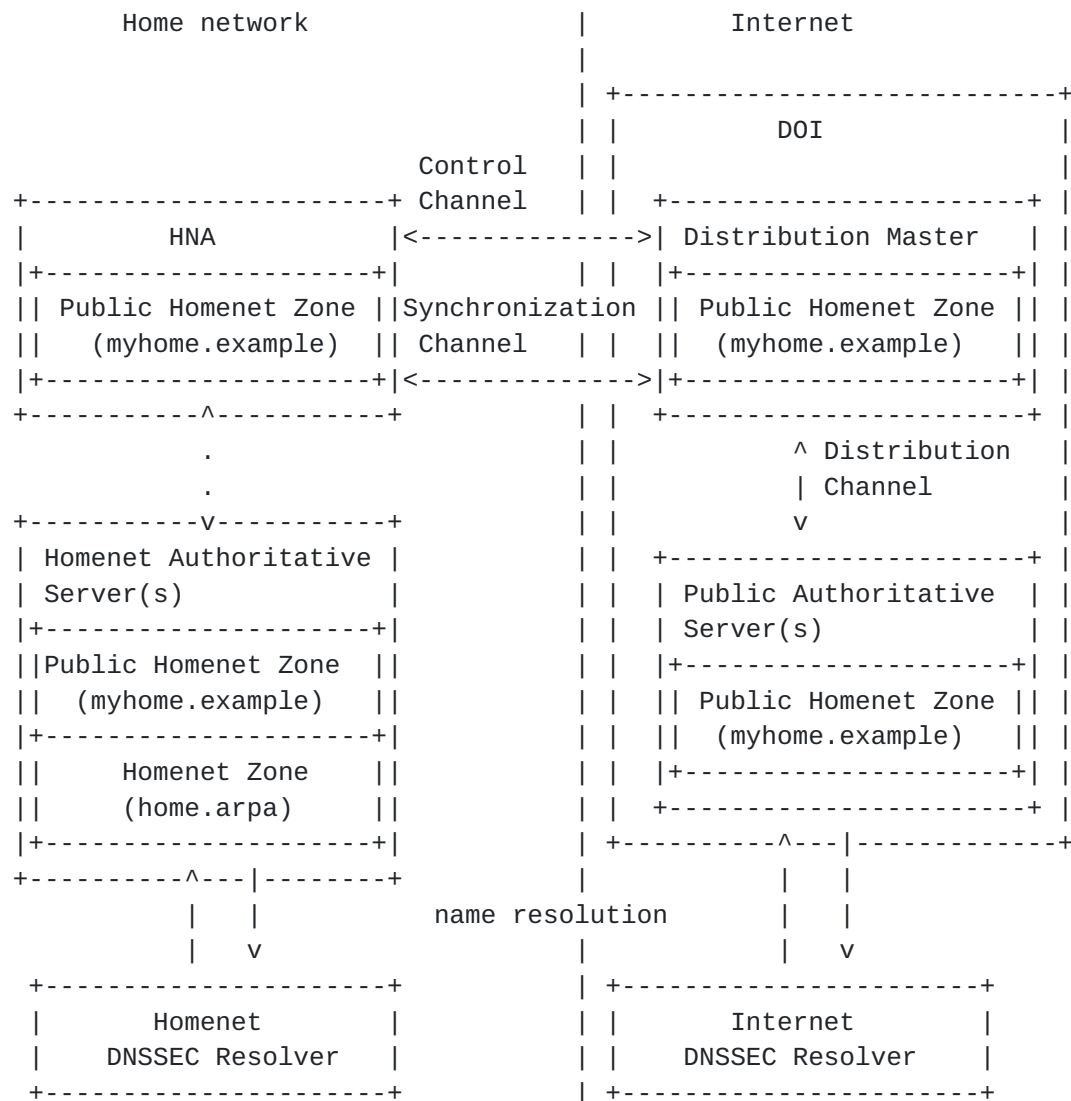 Home network | Internet
|
| +----------------------------+
| | DOI |
Control | | |
+-----------------------+ Channel | | +-----------------------+ |
| HNA |<-------------->| Distribution Master | |
|+---------------------+| | | |+---------------------+| |
|| Public Homenet Zone ||Synchronization || Public Homenet Zone || |
|| (myhome.example) || Channel | | || (myhome.example) || |
|+---------------------+|<-------------->|+---------------------+| |
+-----------^-----------+ | | +-----------------------+ |
. | | ^ Distribution |
. | | | Channel |
+-----------v-----------+ | | v |
| Homenet Authoritative | | | +-----------------------+ |
| Server(s) | | | | Public Authoritative | |
|+---------------------+| | | | Server(s) | |
||Public Homenet Zone || | | |+---------------------+| |
|| (myhome.example) || | | || Public Homenet Zone || |
|+---------------------+| | | || (myhome.example) || |
|| Homenet Zone || | | |+---------------------+| |
|| (home.arpa) || | | +-----------------------+ |
|+---------------------+| | +----------^---|-------------+
+----------^---|--------+ | | |
| | name resolution | |
| v | | v
+-----------------------+ | +-----------------------+
| Homenet | | | Internet |
| DNSSEC Resolver | | | DNSSEC Resolver |
+-----------------------+ | +-----------------------+